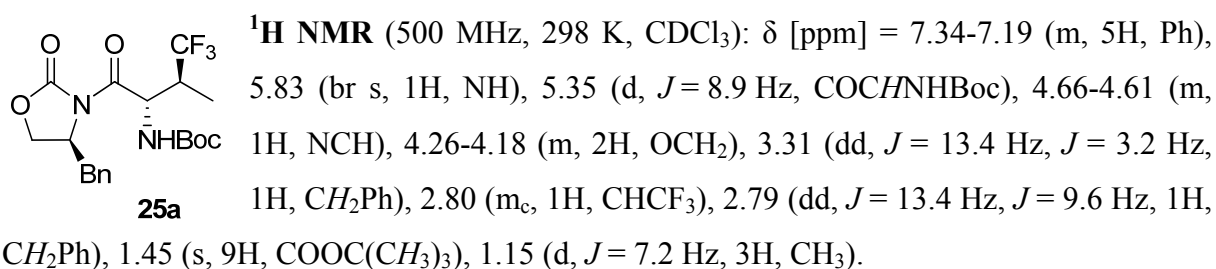 O O CF₃
O N
NHBoc
Bn
25a
¹H NMR (500 MHz, 298 K, CDCl₃): δ [ppm] = 7.34-7.19 (m, 5H, Ph),
5.83 (br s, 1H, NH), 5.35 (d, J = 8.9 Hz, COCHNHBoc), 4.66-4.61 (m,
1H, NCH), 4.26-4.18 (m, 2H, OCH₂), 3.31 (dd, J = 13.4 Hz, J = 3.2 Hz,
1H, CH₂Ph), 2.80 (m꜀, 1H, CHCF₃), 2.79 (dd, J = 13.4 Hz, J = 9.6 Hz, 1H,
CH₂Ph), 1.45 (s, 9H, COOC(CH₃)₃), 1.15 (d, J = 7.2 Hz, 3H, CH₃).